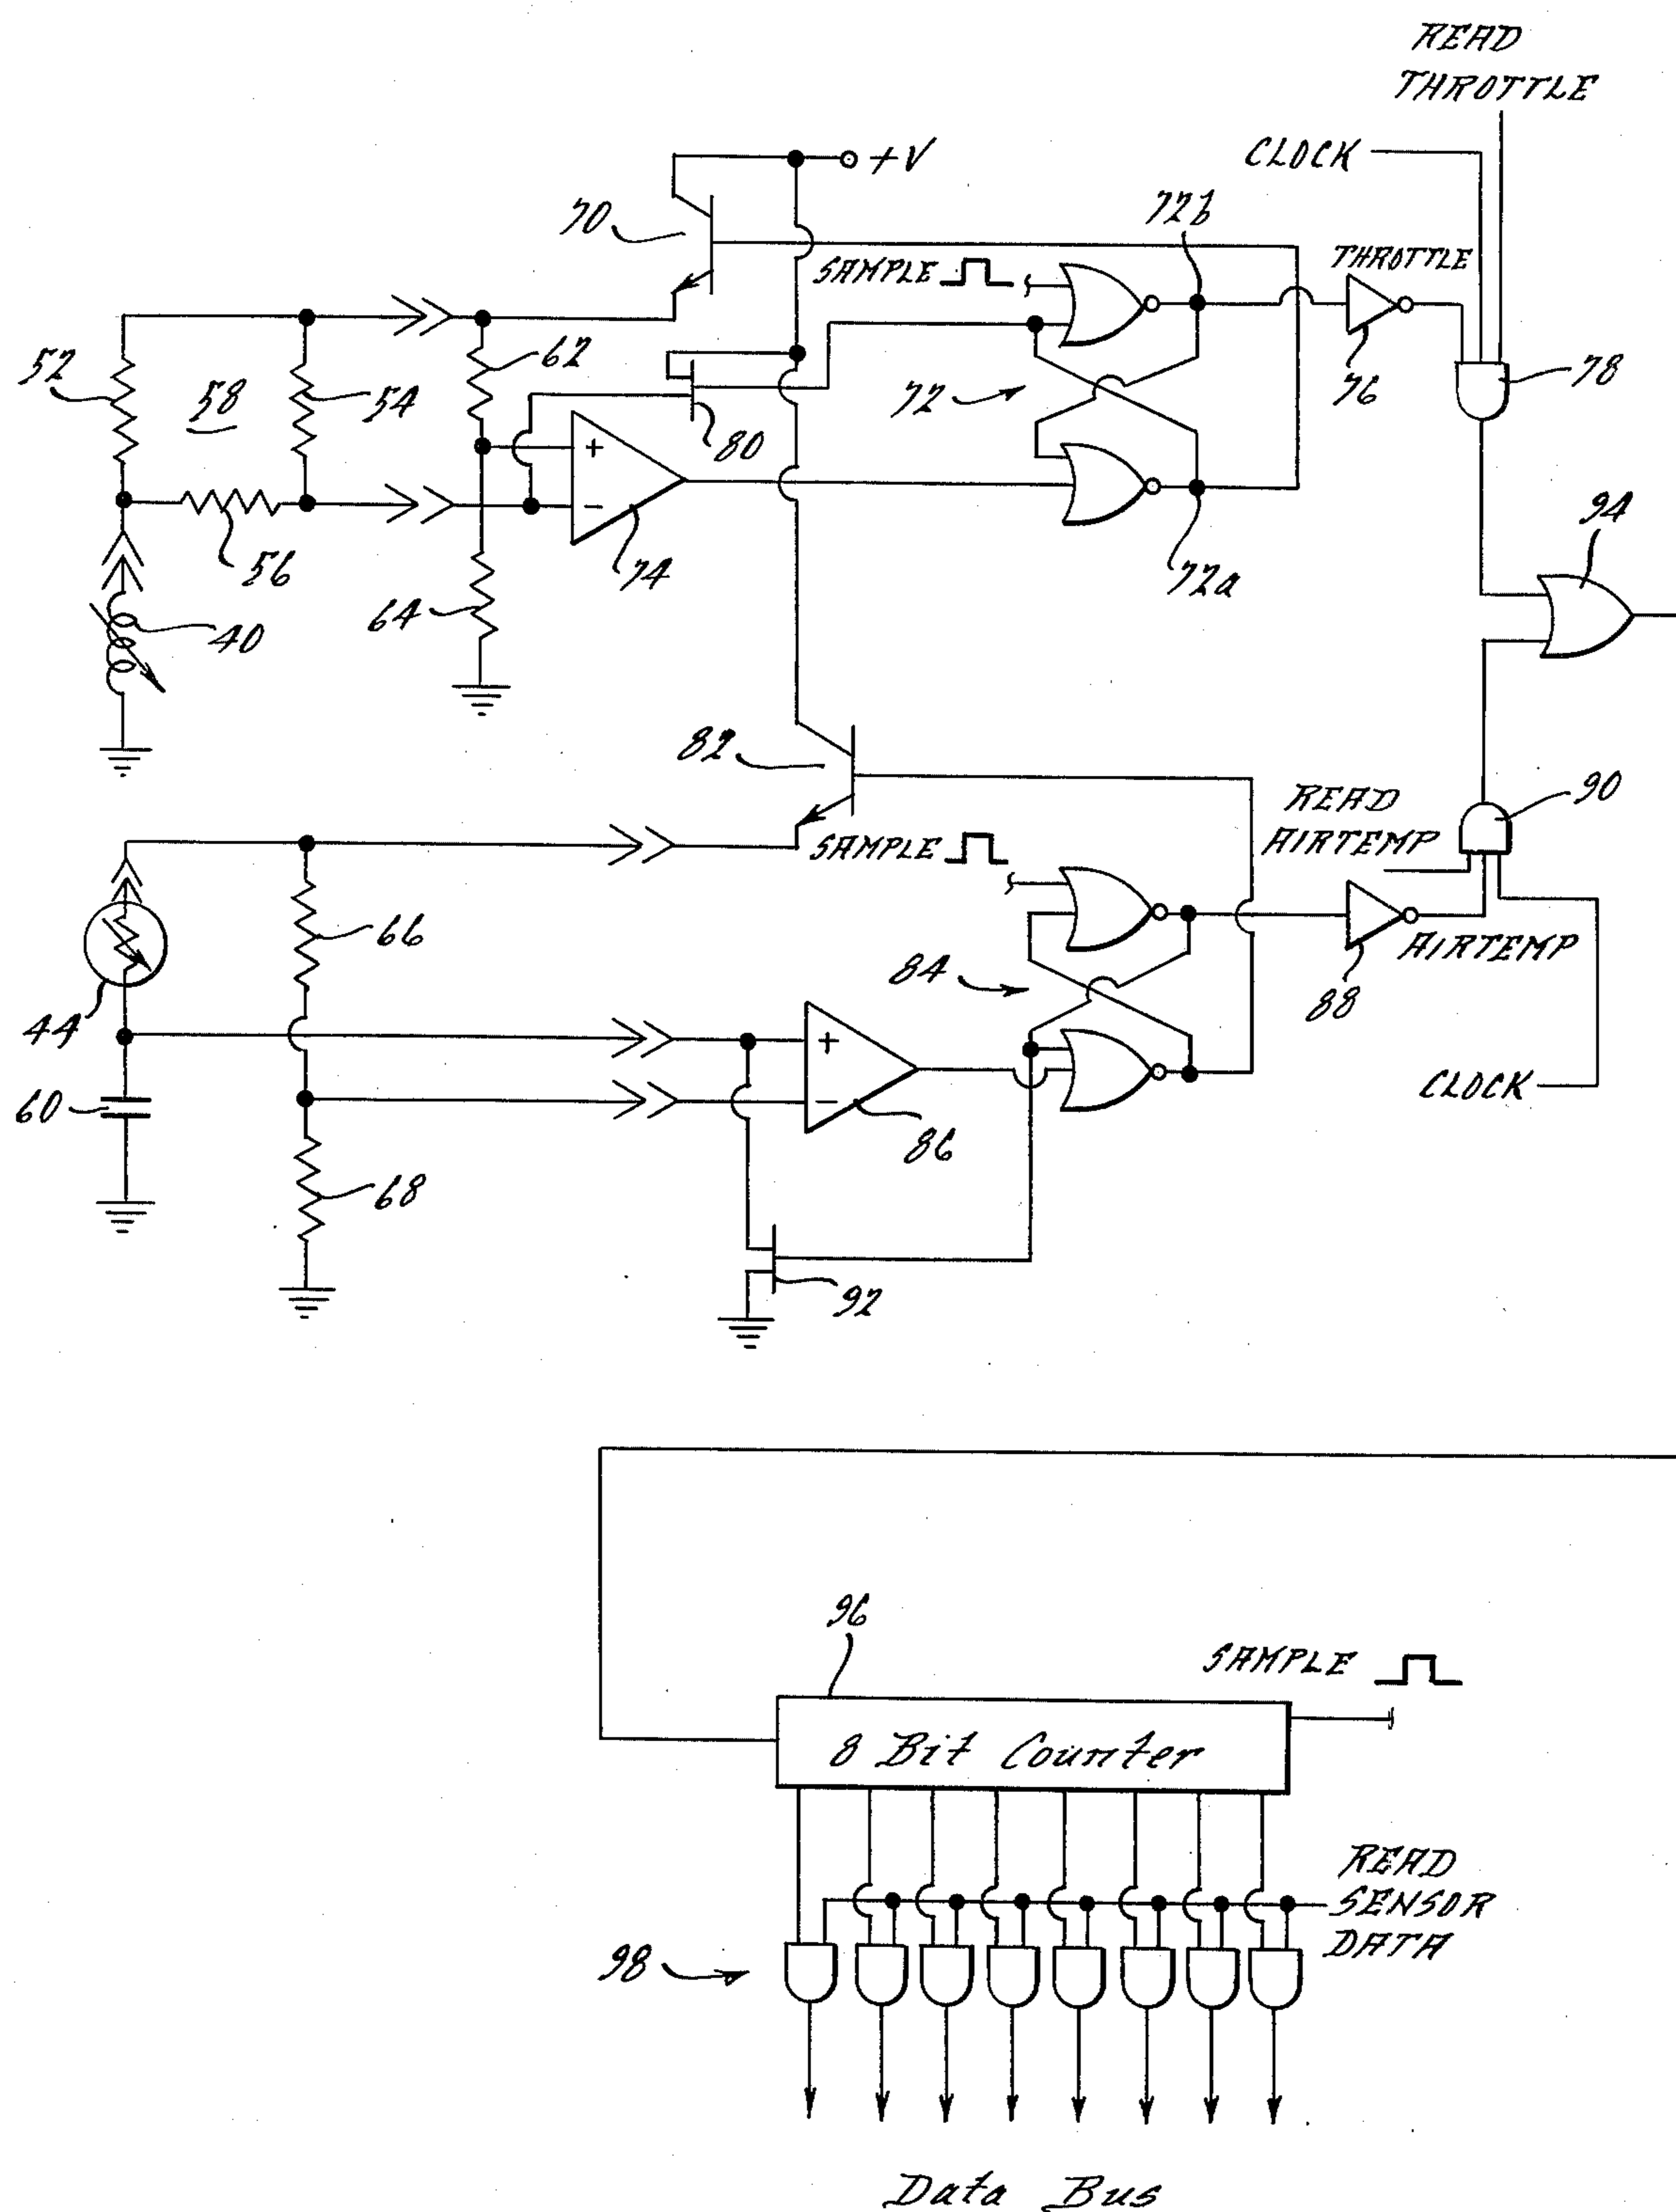 READ
THROTTLE
CLOCK
+V
70
72b
SAMPLE
THROTTLE
52
58
54
62
80
72
76
78
+
-
56
74
72a
94
64
40
82
READ
AIRTEMP
90
SAMPLE
66
44
84
88
AIRTEMP
+
-
60
86
CLOCK
68
92
96
SAMPLE
8 Bit Counter
READ
SENSOR
DATA
98
Data Bus